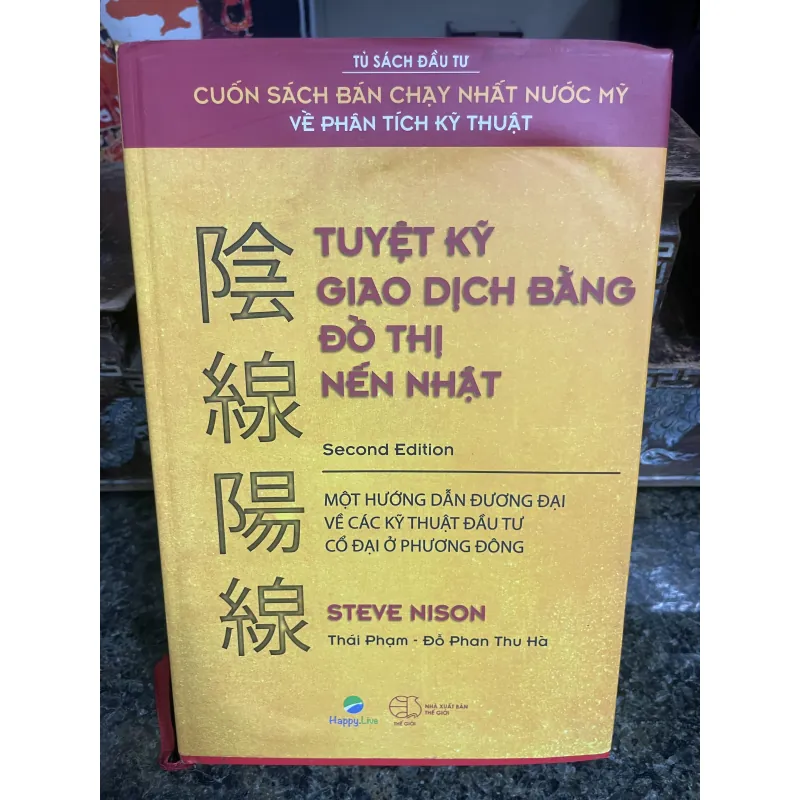 TỦ SÁCH ĐẦU TƯ
CUỐN SÁCH BÁN CHẠY NHẤT NƯỚC MỸ
VỀ PHÂN TÍCH KỸ THUẬT
陰
線
陽
線
TUYỆT KỸ
GIAO DỊCH BẰNG
ĐỒ THỊ
NẾN NHẬT
Second Edition
MỘT HƯỚNG DẪN ĐƯƠNG ĐẠI
VỀ CÁC KỸ THUẬT ĐẦU TƯ
CỔ ĐẠI Ở PHƯƠNG ĐÔNG
STEVE NISON
Thái Phạm - Đỗ Phan Thu Hà
Happy.Live
THẾ GIỚI
NHÀ XUẤT BẢN
THẾ GIỚI